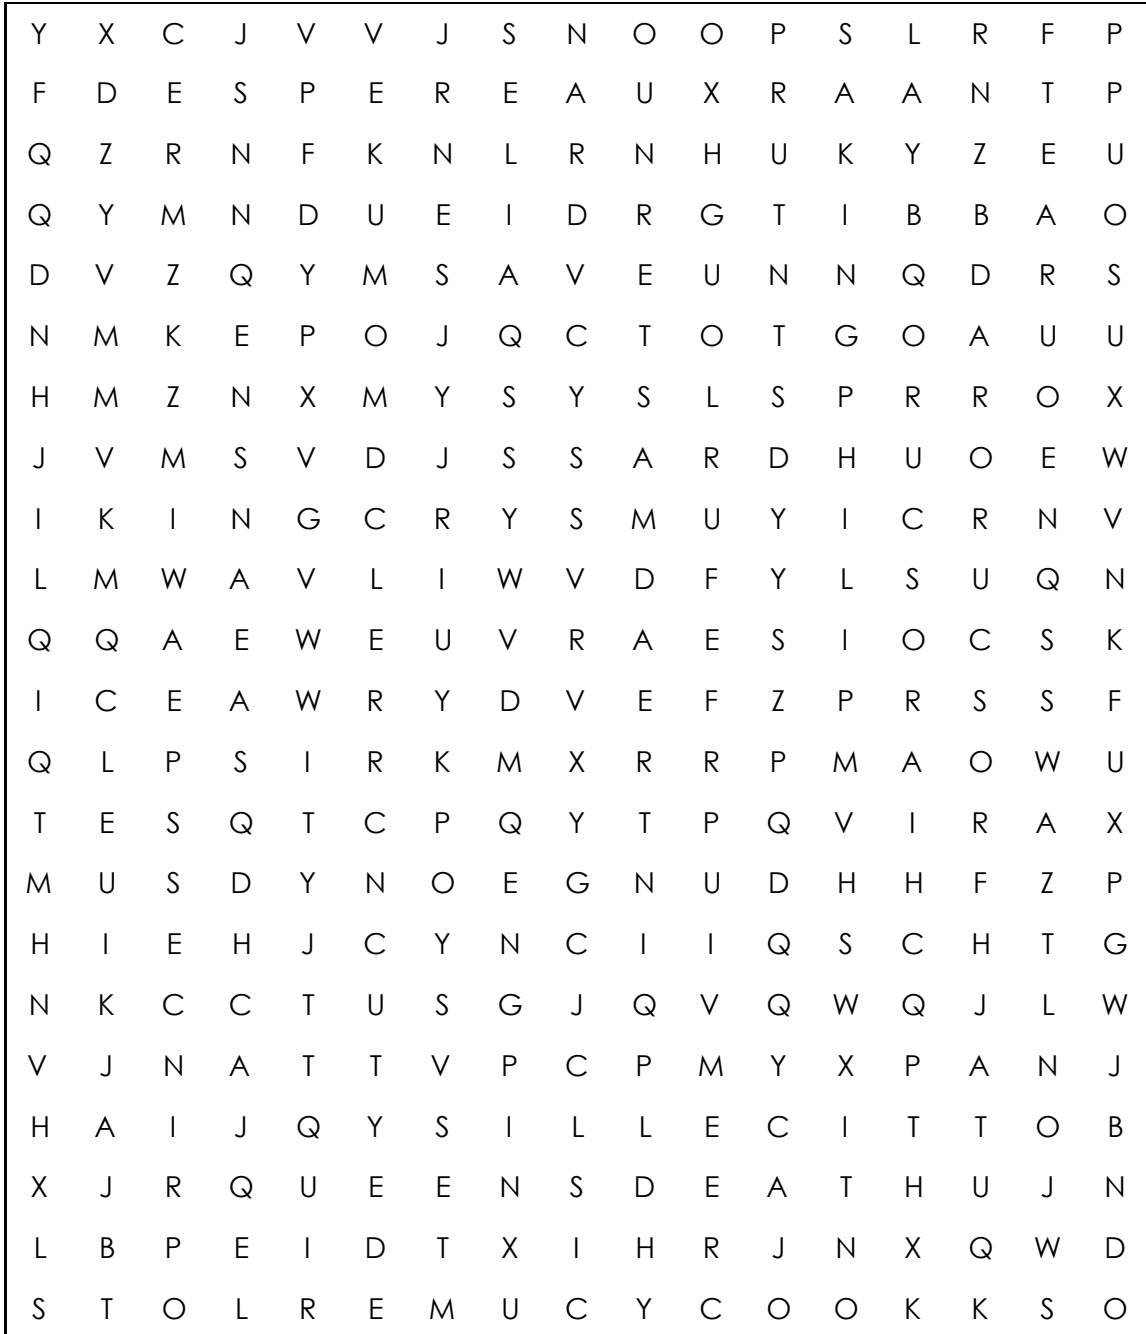 Y X C J V V J S N O O P S L R F P
F D E S P E R E A U X R A A N T P
Q Z R N F K N L R N H U K Y Z E U
Q Y M N D U E I D R G T I B B A O
D V Z Q Y M S A V E U N N Q D R S
N M K E P O J Q C T O T G O A U U
H M Z N X M Y S Y S L S P R R O X
J V M S V D J S S A R D H U O E W
I K I N G C R Y S M U Y I C R N V
L M W A V L I W V D F Y L S U Q N
Q Q A E W E U V R A E S I O C S K
I C E A W R Y D V E F Z P R S S F
Q L P S I R K M X R R P M A O W U
T E S Q T C P Q Y T P Q V I R A X
M U S D Y N O E G N U D H H F Z P
H I E H J C Y N C I I Q S C H T G
N K C C T U S G J Q V Q W Q J L W
V J N A T T V P C P M Y X P A N J
H A I J Q Y S I L L E C I T T O B
X J R Q U E E N S D E A T H U J N
L B P E I D T X I H R J N X Q W D
S T O L R E M U C Y C O O K K S O